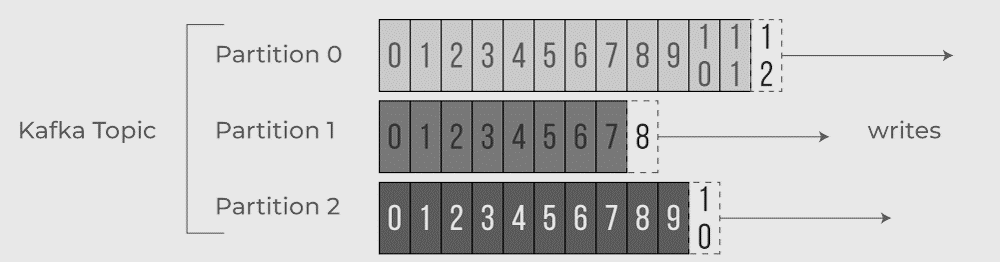 Partition 0 0 1 2 3 4 5 6 7 8 9 10 11 12
Kafka Topic Partition 1 0 1 2 3 4 5 6 7 8 writes
Partition 2 0 1 2 3 4 5 6 7 8 9 10